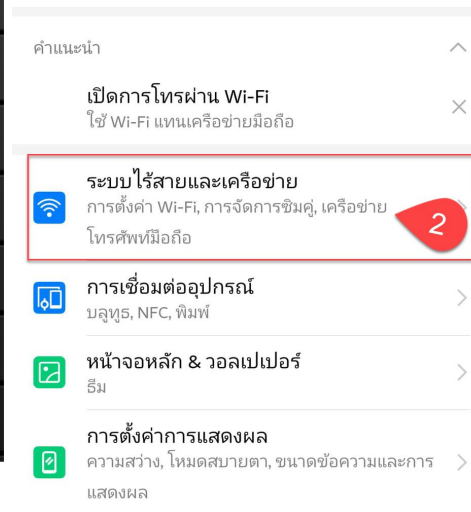 คำแนะนำ
เปิดการโทรผ่าน Wi-Fi
ใช้ Wi-Fi แทนเครือข่ายมือถือ
ระบบไร้สายและเครือข่าย
การตั้งค่า Wi-Fi, การจัดการซิมคู่, เครือข่าย
โทรศัพท์มือถือ
2
การเชื่อมต่ออุปกรณ์
บลูทูธ, NFC, พิมพ์
หน้าจอหลัก & วอลเปเปอร์
ธีม
การตั้งค่าการแสดงผล
ความสว่าง, โหมดสบายตา, ขนาดข้อความและการ
แสดงผล